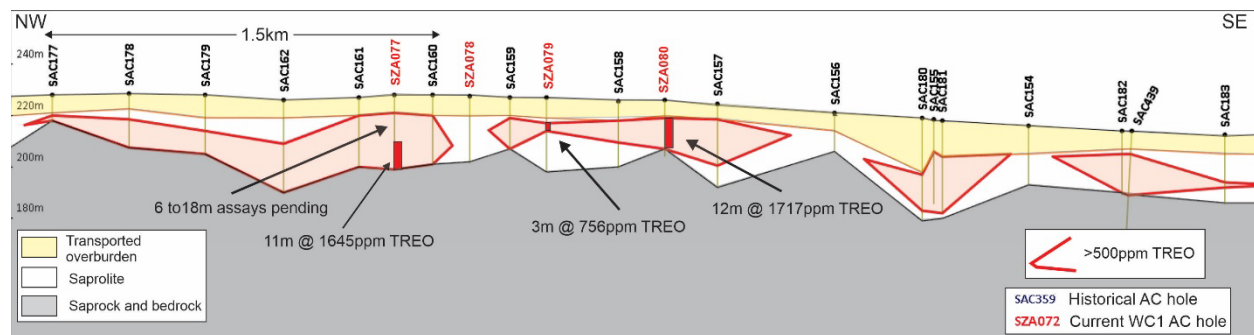 NW
SE
1.5km
SAC177
SAC178
SAC179
SAC162
SAC161
SZA077
SAC160
SZA078
SAC159
SZA079
SAC158
SZA080
SAC157
SAC156
SAC180
SAC155
SAC181
SAC154
SAC182
SAC439
SAC183
240m
220m
200m
180m
6 to18m assays pending
11m @ 1645ppm TREO
3m @ 756ppm TREO
12m @ 1717ppm TREO
Transported
overburden
Saprolite
Saprock and bedrock
>500ppm TREO
SAC359 Historical AC hole
SZA072 Current WC1 AC hole